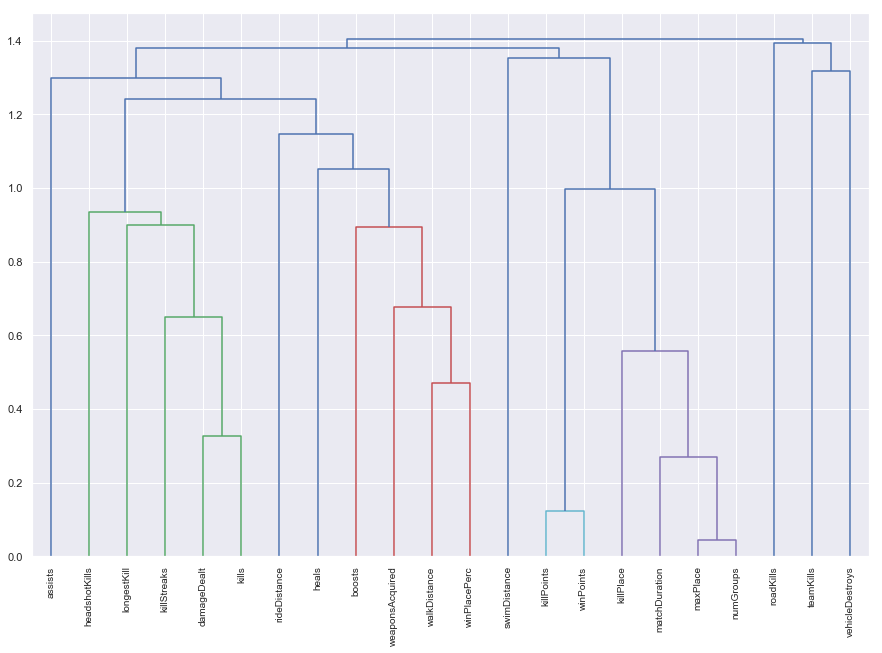 1.4
1.2
1.0
0.8
0.6
0.4
0.2
0.0
assists
headshotKills
longestKill
killStreaks
damageDealt
kills
rideDistance
heals
boosts
weaponsAcquired
walkDistance
winPlacePerc
swimDistance
killPoints
winPoints
killPlace
matchDuration
maxPlace
numGroups
roadKills
teamKills
vehicleDestroys